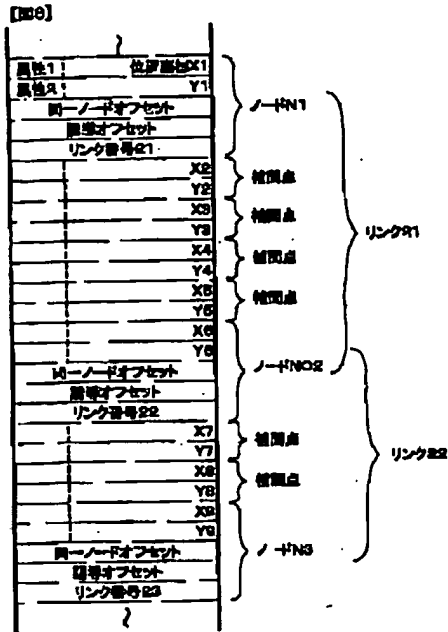 【図8】
属性1 位置座標X1
属性2 Y1
同一ノードオフセット
誘導オフセット
リンク番号21
X2
Y2
X3
Y3
X4
Y4
X5
Y5
X6
Y6
同一ノードオフセット
誘導オフセット
リンク番号22
X7
Y7
X8
Y8
X9
Y9
同一ノードオフセット
誘導オフセット
リンク番号23
ノードN1
補間点
補間点
補間点
補間点
ノードNO2
補間点
補間点
ノードN3
リンク21
リンク22